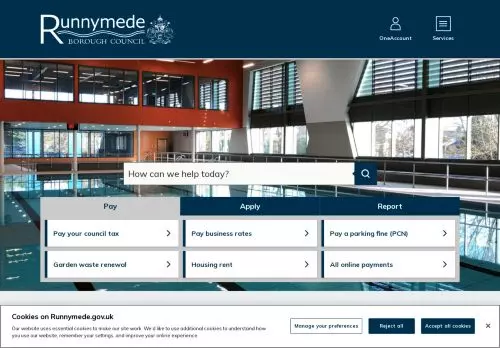 Runnymede
BOROUGH COUNCIL
OneAccount
Services
How can we help today?
Pay
Apply
Report
Pay your council tax
Pay business rates
Pay a parking fine (PCN)
Garden waste renewal
Housing rent
All online payments
Cookies on Runnymede.gov.uk
Our website uses essential cookies to make our site work. We'd like to use additional cookies to understand how
you use our website, remember your settings, and improve your online experience.
Manage your preferences
Reject all
Accept all cookies